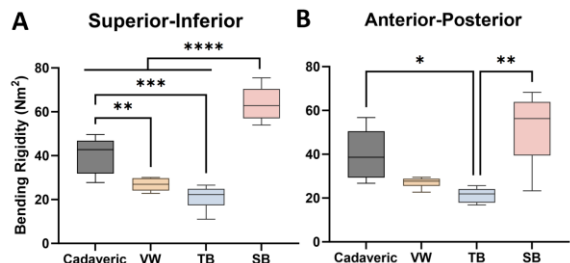 A
Superior-Inferior
****
***
**
Bending Rigidity (Nm²)
80
60
40
20
0
Cadaveric VW TB SB
B
Anterior-Posterior
* **
80
60
40
20
0
Cadaveric VW TB SB